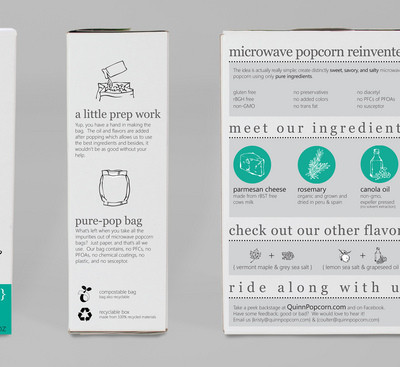 }
oz
a little prep work
Yup, you have a hand in making the
bag. The oil and flavors are added
after popping which allows us to use
the best ingredients and besides, it
wouldn't be as good without your
help.
pure-pop bag
What's left when you take all the
impurities out of microwave popcorn
bags? Just paper, and that's all we
use. Our bag contains, no PFCs, no
PFOAs, no chemical coatings, no
plastic, and no susceptor.
compostable bag
bag also recyclable
recyclable box
made from 100% recycled materials
microwave popcorn reinvente
The idea is actually really simple; create distinctly sweet, savory, and salty microwave
popcorn using only pure ingredients.
gluten free no preservatives no diacetyl
rBGH free no added colors no PFCs of PFOAs
non-GMO no trans fat no susceptor
meet our ingredient
parmesan cheese rosemary canola oil
made from rBST free organic and grown and non-gmo,
cows milk dried in peru & spain expeller pressed
check out our other flavor
+ +
( vermont maple & grey sea salt ) ( lemon sea salt & grapeseed oil
ride along with u
Take a peek backstage at QuinnPopcorn.com and on Facebook.
Have some feedback, good or bad? We would love to hear it!
Email us (kristy@quinnpopcorn.com) & (coulter@quinnpopcorn.com)